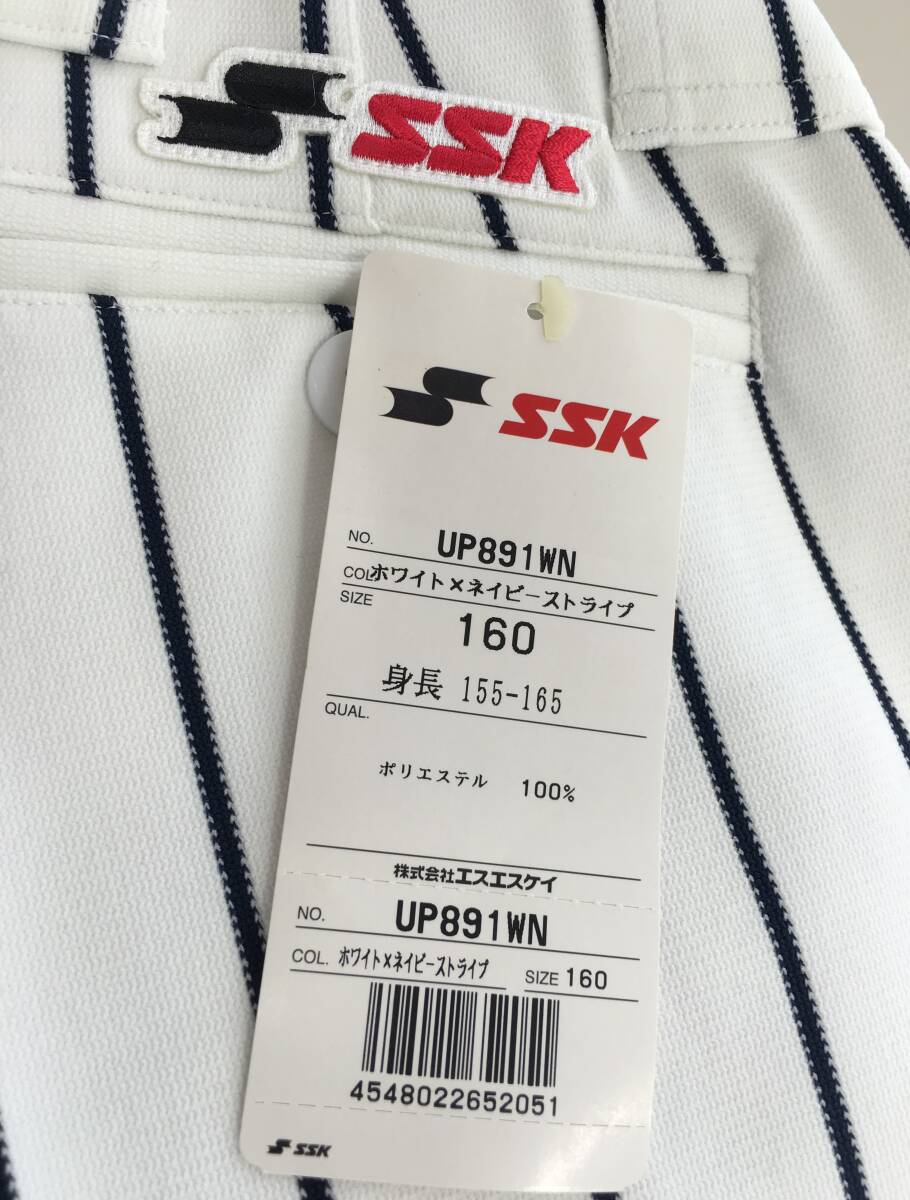 SSK
SSK
NO. UP891WN
COL. ホワイト×ネイビーストライプ
SIZE 160
身長 155-165
QUAL.
ポリエステル 100%
株式会社エスエスケイ
NO. UP891WN
COL. ホワイト×ネイビーストライプ SIZE 160
4548022652051
SSK